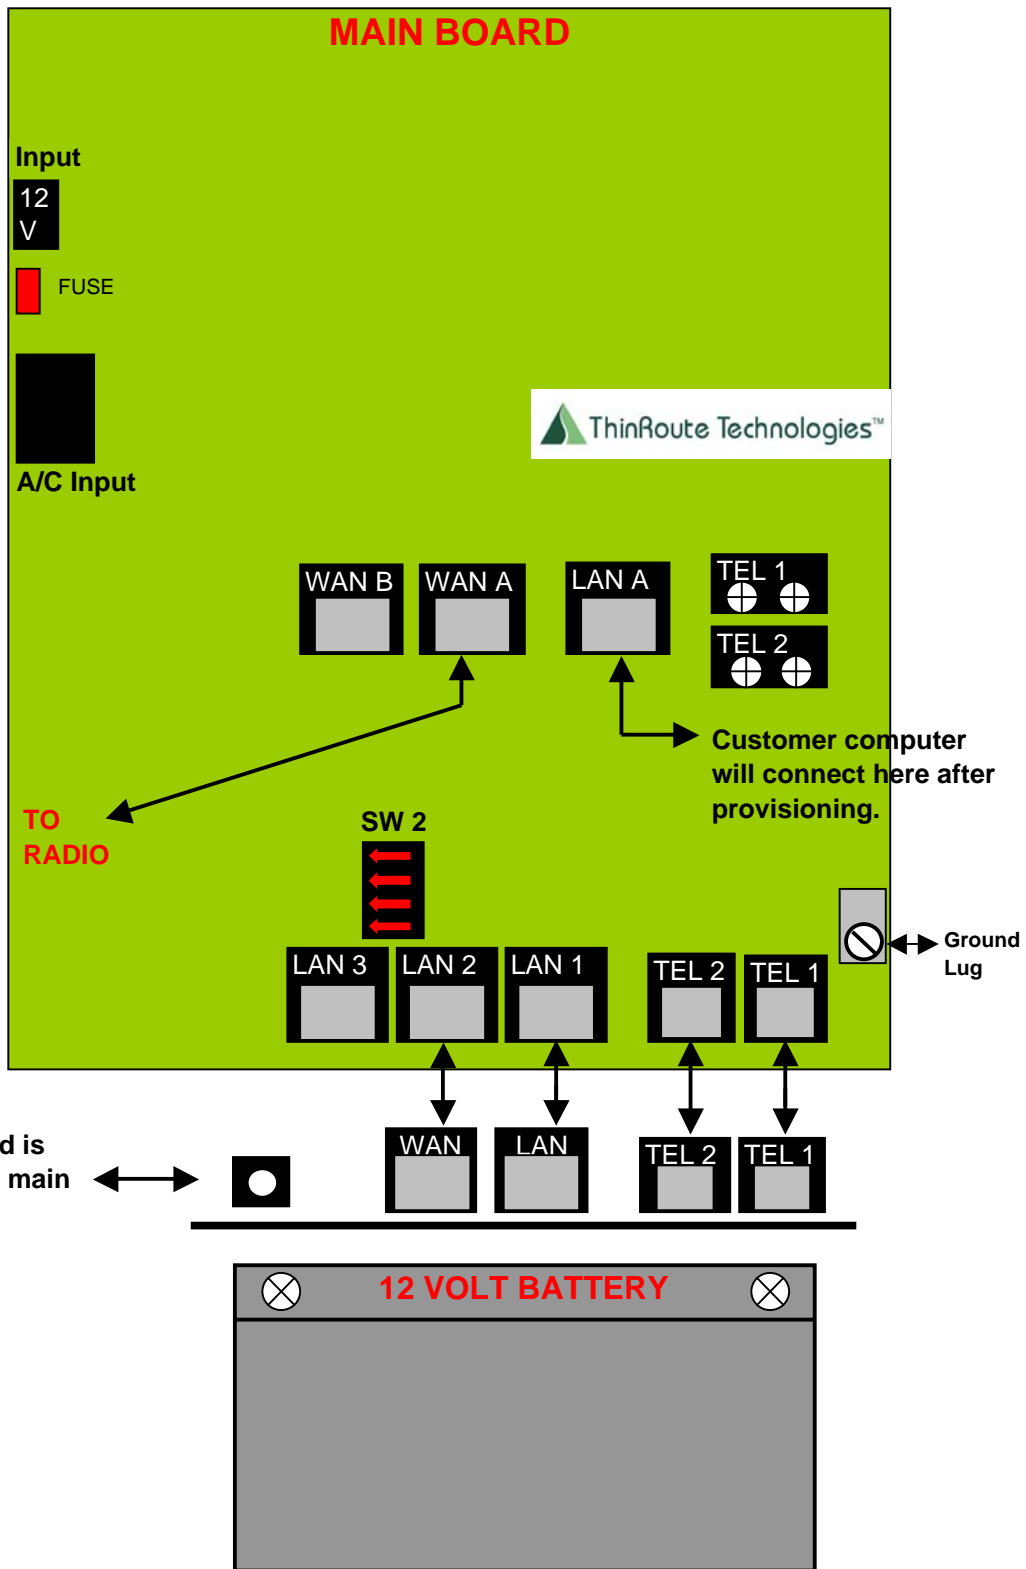 MAIN BOARD
Input
12
V
FUSE
A/C Input
ThinRoute Technologies™
WAN B
WAN A
LAN A
TEL 1
TEL 2
Customer computer
will connect here after
provisioning.
TO
RADIO
SW 2
Ground
Lug
LAN 3
LAN 2
LAN 1
TEL 2
TEL 1
d is
main
WAN
LAN
TEL 2
TEL 1
12 VOLT BATTERY